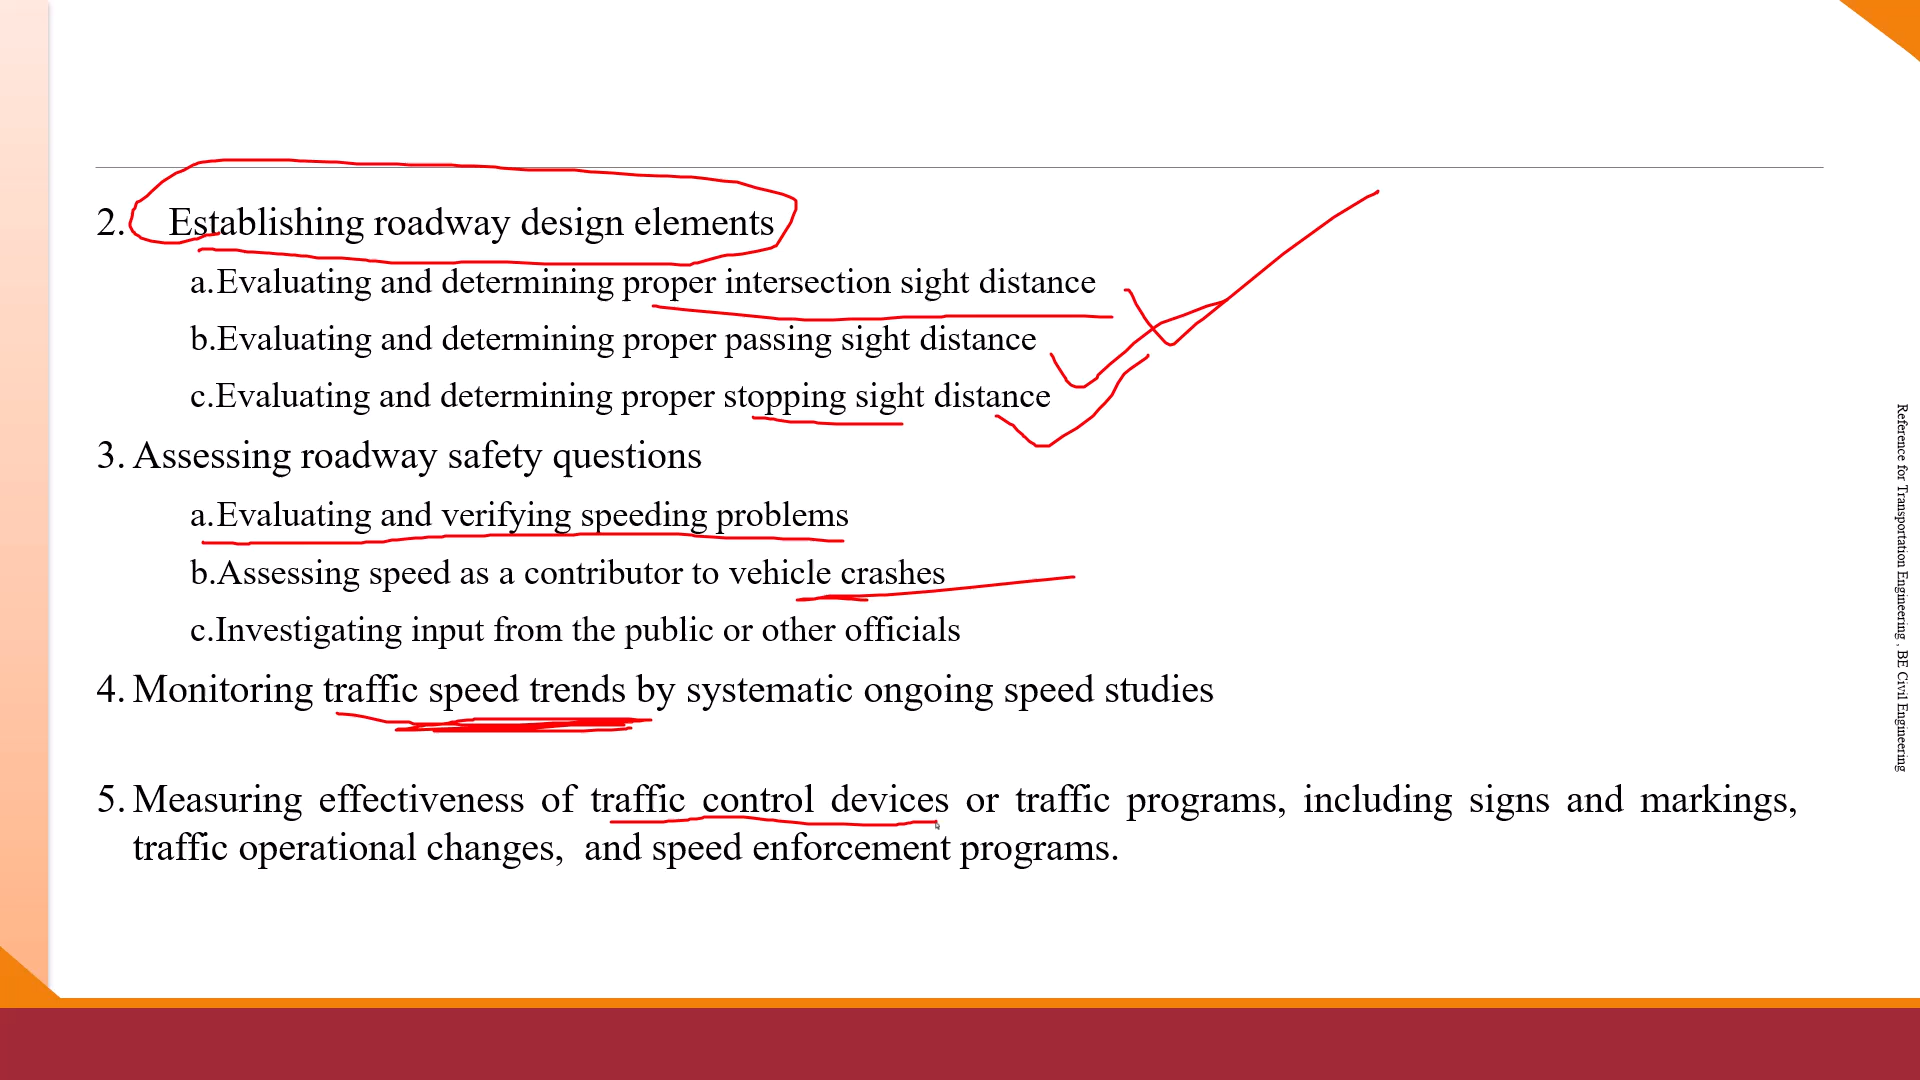 2. Establishing roadway design elements
a.Evaluating and determining proper intersection sight distance
b.Evaluating and determining proper passing sight distance
c.Evaluating and determining proper stopping sight distance
3. Assessing roadway safety questions
a.Evaluating and verifying speeding problems
b.Assessing speed as a contributor to vehicle crashes
c.Investigating input from the public or other officials
4. Monitoring traffic speed trends by systematic ongoing speed studies
5. Measuring effectiveness of traffic control devices or traffic programs, including signs and markings,
traffic operational changes, and speed enforcement programs.
Reference for Transportation Engineering . BE Civil Engineering